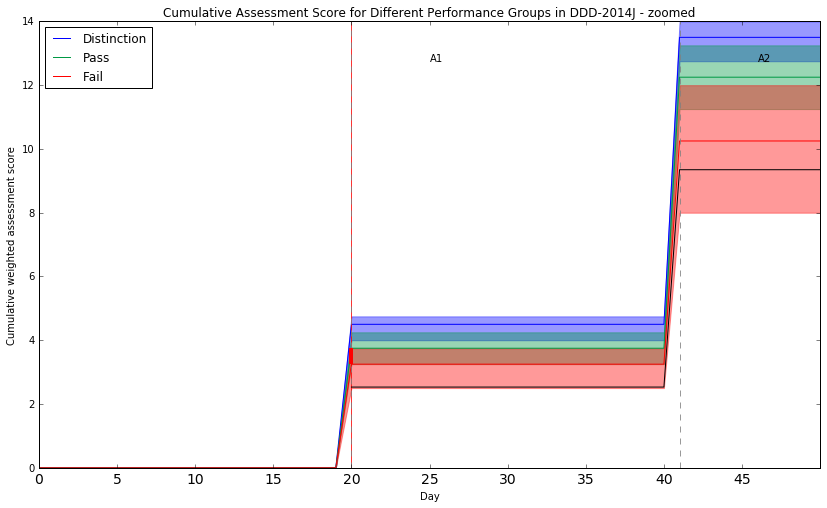 Cumulative Assessment Score for Different Performance Groups in DDD-2014J - zoomed
Distinction
Pass
Fail
A1
A2
Cumulative weighted assessment score
14
12
10
8
6
4
2
0
0 5 10 15 20 25 30 35 40 45
Day